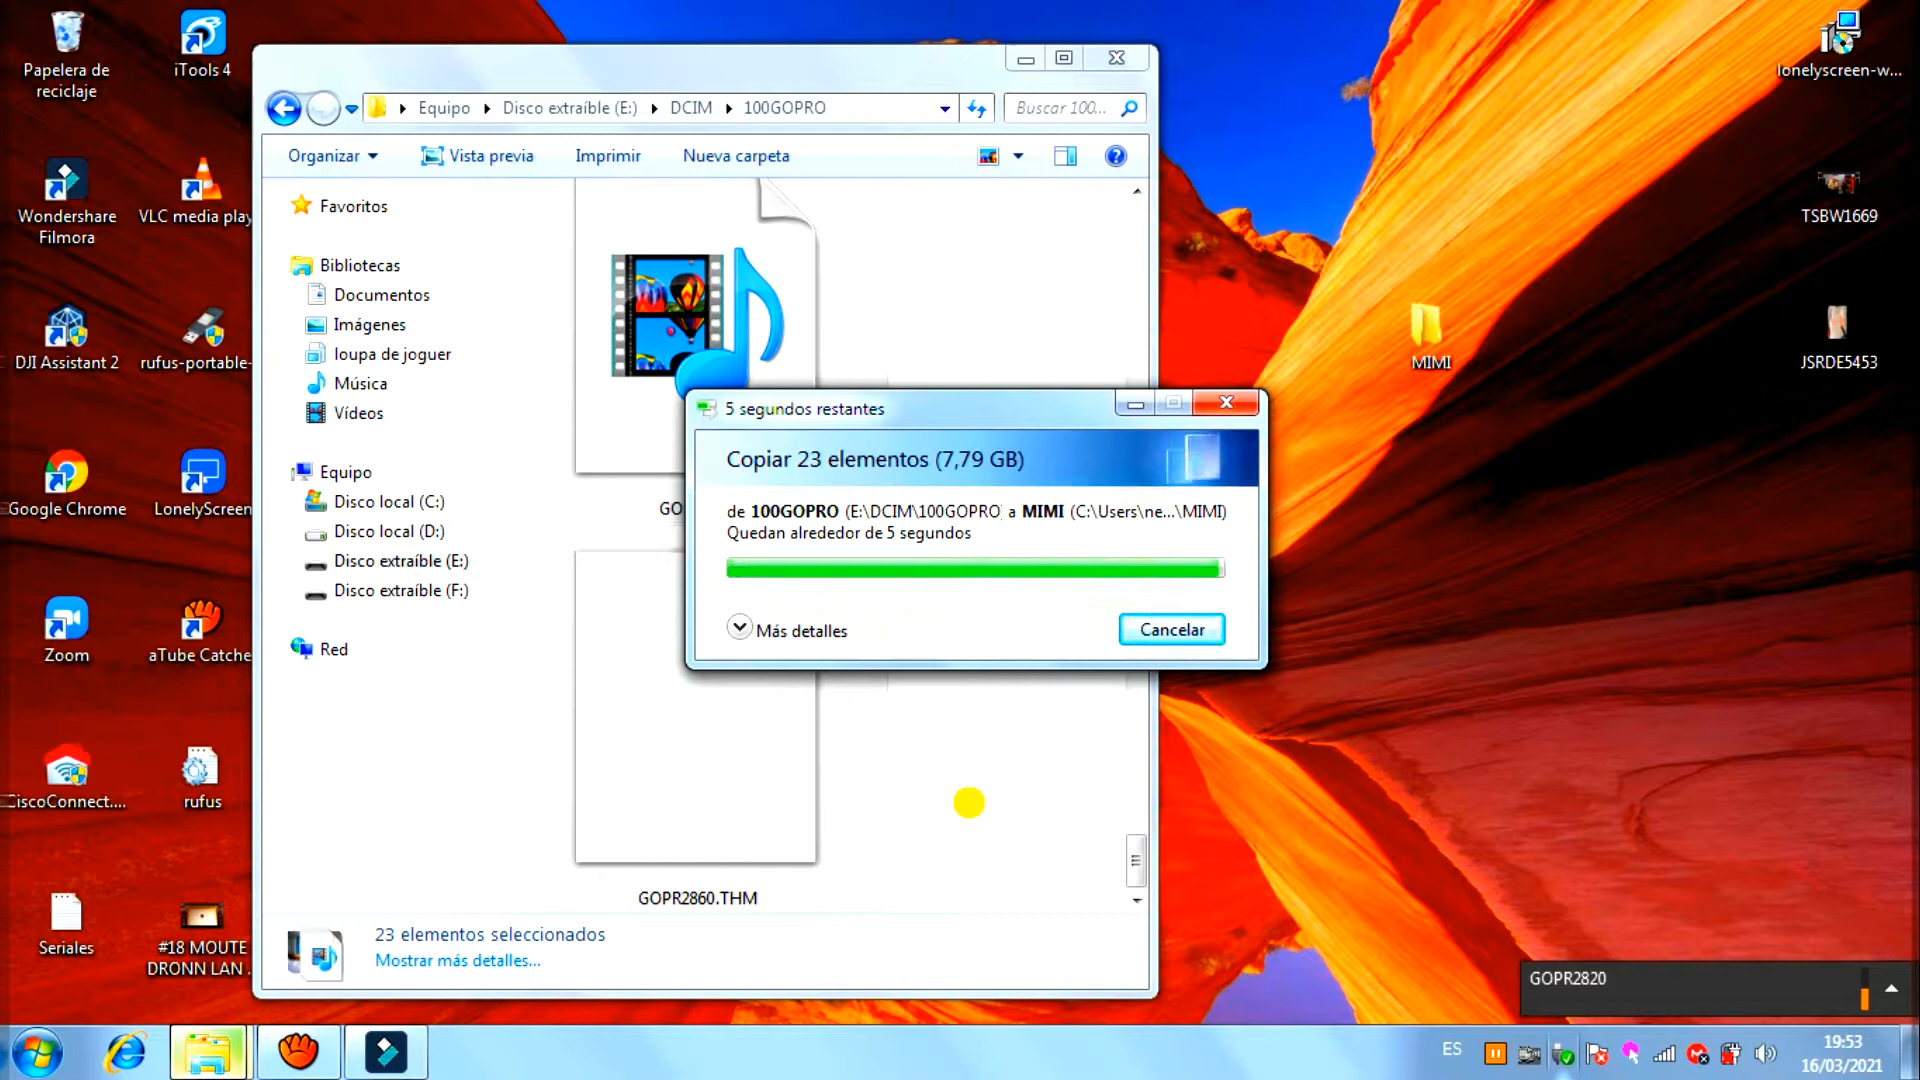 Papelera de
reciclaje
iTools 4
Wondershare
Filmora
VLC media play
DJI Assistant 2
rufus-portable-
Google Chrome
LonelyScreen
Zoom
aTube Catche
CiscoConnect....
rufus
Seriales
#18 MOUTE
DRONN LAN .
Equipo
Disco extraíble (E:)
DCIM
100GOPRO
Buscar 100...
Organizar
Vista previa
Imprimir
Nueva carpeta
Favoritos
Bibliotecas
Documentos
Imágenes
loupa de joguer
Música
Vídeos
Equipo
Disco local (C:)
Disco local (D:)
Disco extraíble (E:)
Disco extraíble (F:)
Red
GO
GOPR2860.THM
23 elementos seleccionados
Mostrar más detalles...
5 segundos restantes
Copiar 23 elementos (7,79 GB)
de 100GOPRO (E:\DCIM\100GOPRO) a MIMI (C:\Users\ne...\MIMI)
Quedan alrededor de 5 segundos
Más detalles
Cancelar
lonelyscreen-w...
TSBW1669
MIMI
JSRDE5453
GOPR2820
ES
19:53
16/03/2021